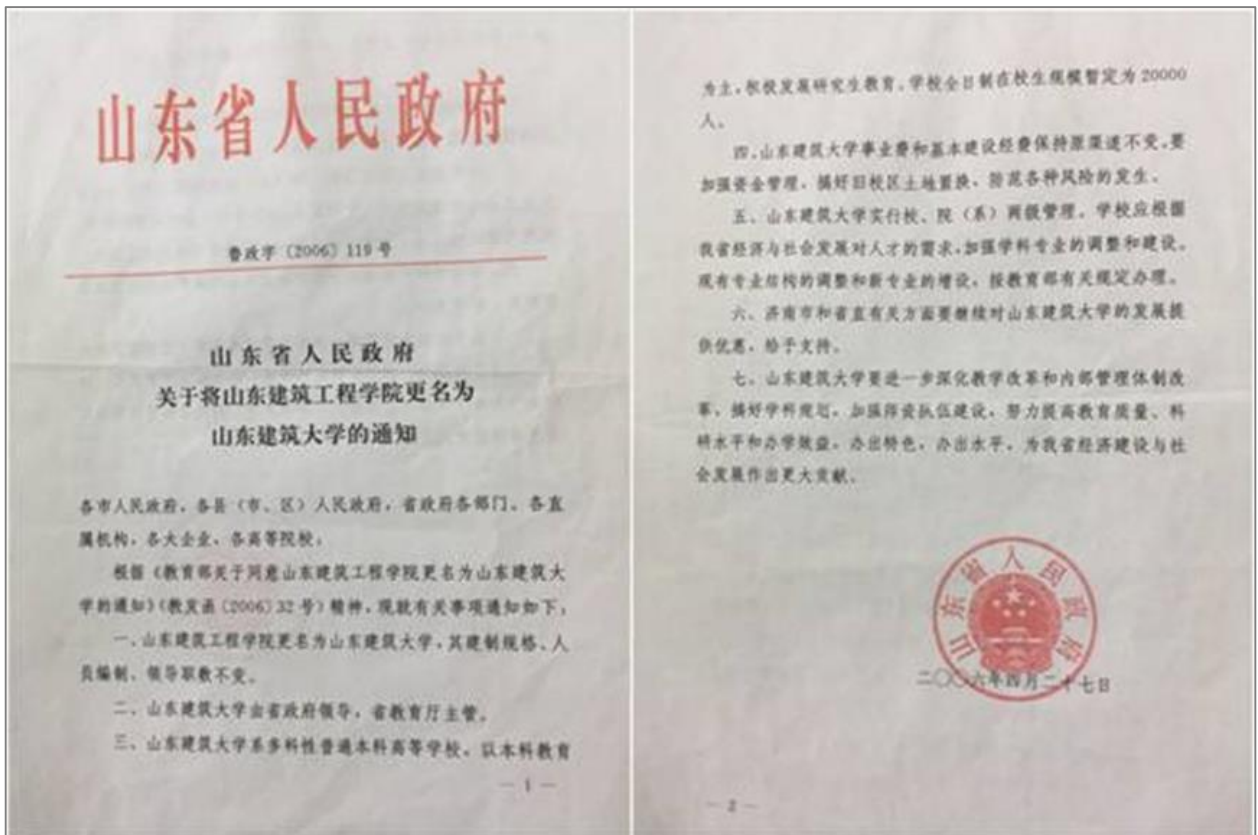 山东省人民政府
鲁政字〔2006〕119号
山东省人民政府
关于将山东建筑工程学院更名为
山东建筑大学的通知
各市人民政府，各县（市、区）人民政府，省政府各部门、各直
属机构，各大企业，各高等院校：
根据《教育部关于同意山东建筑工程学院更名为山东建筑大
学的通知》（教发函〔2006〕32号）精神，现就有关事项通知如下：
一、山东建筑工程学院更名为山东建筑大学，其建制规格、人
员编制、领导职数不变。
二、山东建筑大学由省政府领导，省教育厅主管。
三、山东建筑大学系多科性普通本科高等学校，以本科教育
— 1 —
为主，积极发展研究生教育。学校全日制在校生规模暂定为20000
人。
四、山东建筑大学事业费和基本建设经费保持原渠道不变。要
加强资金管理，搞好旧校区土地置换，防范各种风险的发生。
五、山东建筑大学实行校、院（系）两级管理。学校应根据
我省经济与社会发展对人才的需求，加强学科专业的调整和建设。
现有专业结构的调整和新专业的增设，按教育部有关规定办理。
六、济南市和省直有关方面要继续对山东建筑大学的发展提
供优惠，给予支持。
七、山东建筑大学要进一步深化教学改革和内部管理体制改
革，搞好学科规划，加强师资队伍建设，努力提高教育质量、科
研水平和办学效益，办出特色，办出水平，为我省经济建设与社
会发展作出更大贡献。
山东省人民政府
二〇〇六年四月二十七日
— 2 —